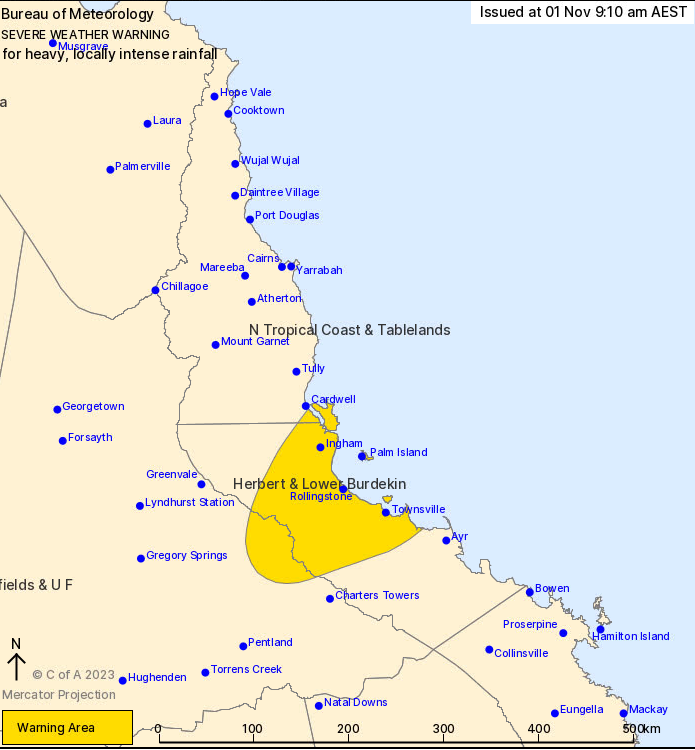 Bureau of Meteorology
Issued at 01 Nov 9:10 am AEST
SEVERE WEATHER WARNING
Musgrave
for heavy, locally intense rainfall
Hope Vale
a
Cooktown
Laura
Wujal Wujal
Palmerville
Daintree Village
Port Douglas
Cairns
Mareeba
Yarrabah
Chillagoe
Atherton
N Tropical Coast & Tablelands
Mount Garnet
Tully
Cardwell
Georgetown
Forsayth
Ingham
Palm Island
Greenvale
Herbert & Lower Burdekin
Rollingstone
Lyndhurst Station
Townsville
Ayr
Gregory Springs
fields & U F
Bowen
Charters Towers
Proserpine
Hamilton Island
N
Pentland
Collinsville
Torrens Creek
© C of A 2023
Hughenden
Mercator Projection
Natal Downs
Eungella
Mackay
Warning Area
0 100 200 300 400 500km